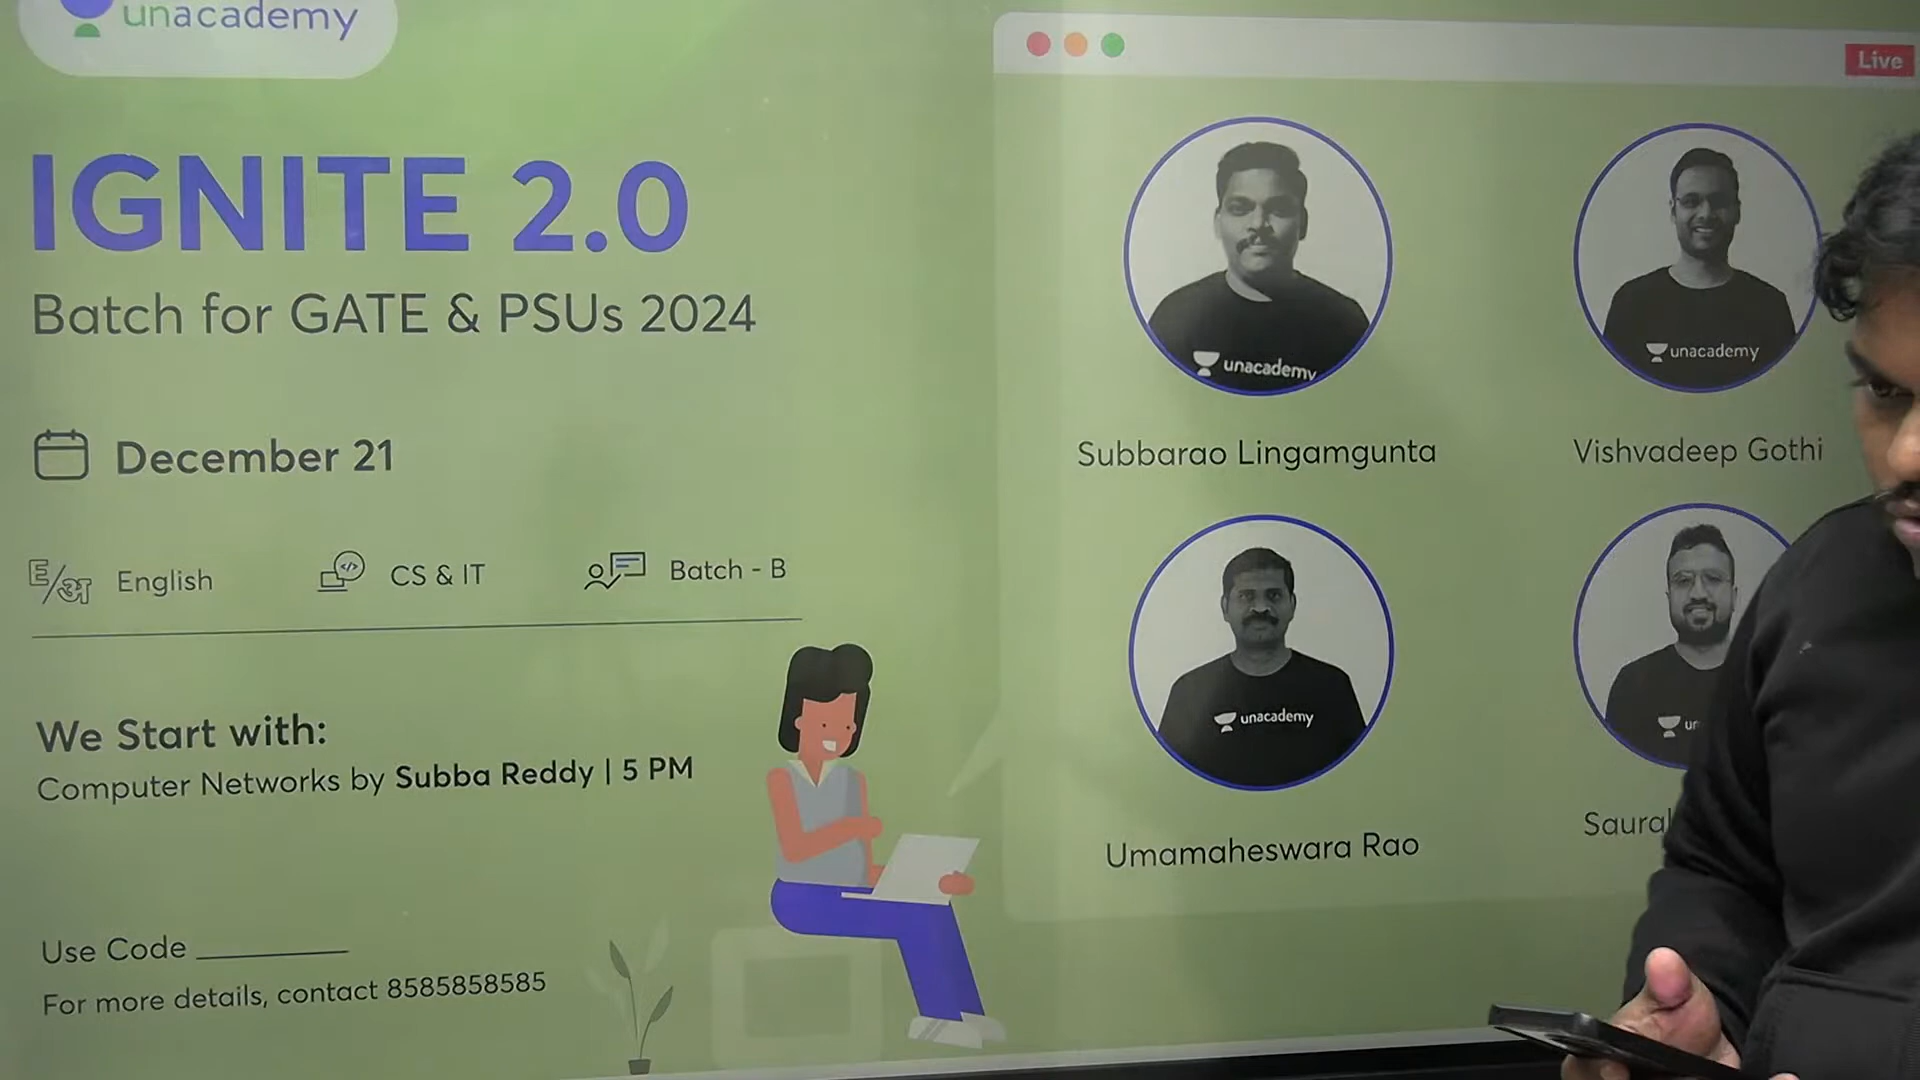 unacademy
IGNITE 2.0
Batch for GATE & PSUs 2024
December 21
E/अ English
CS & IT
Batch - B
We Start with:
Computer Networks by Subba Reddy | 5 PM
Use Code ________
For more details, contact 8585858585
Live
unacademy
unacademy
Subbarao Lingamgunta
Vishvadeep Gothi
unacademy
Umamaheswara Rao